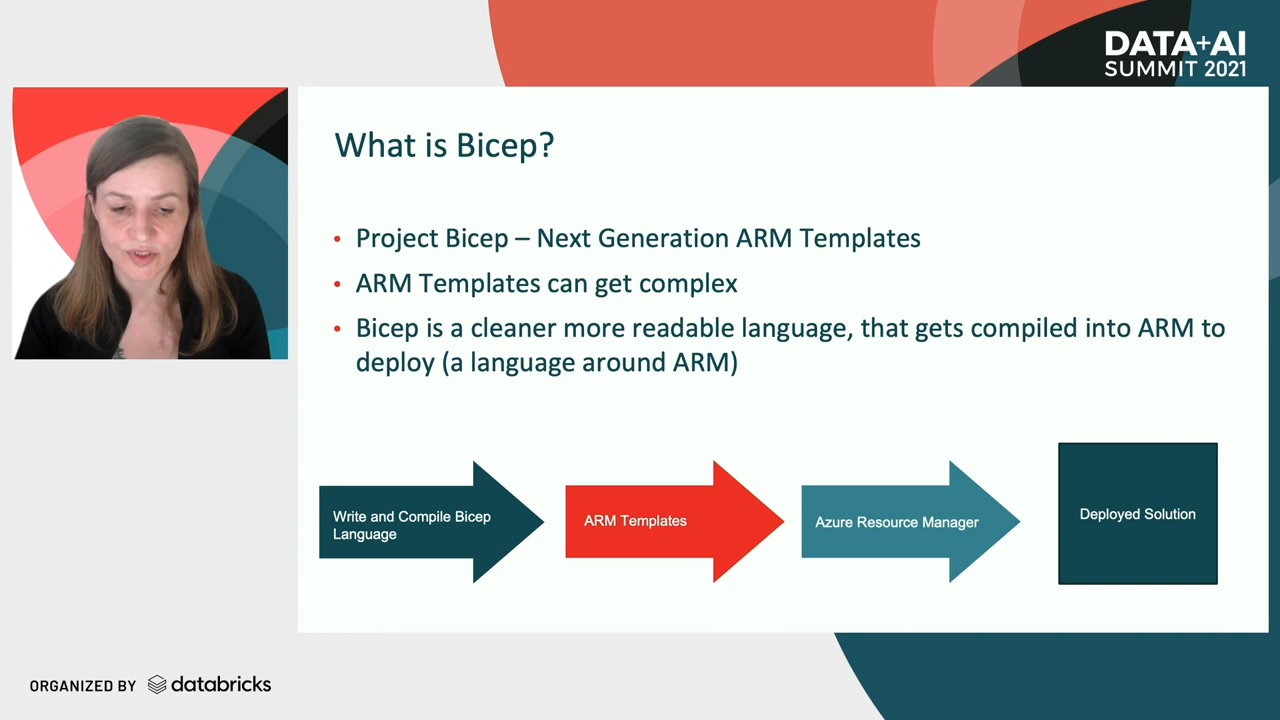 DATA+AI
SUMMIT 2021
What is Bicep?
• Project Bicep – Next Generation ARM Templates
• ARM Templates can get complex
• Bicep is a cleaner more readable language, that gets compiled into ARM to
deploy (a language around ARM)
Write and Compile Bicep
Language
ARM Templates
Azure Resource Manager
Deployed Solution
ORGANIZED BY databricks